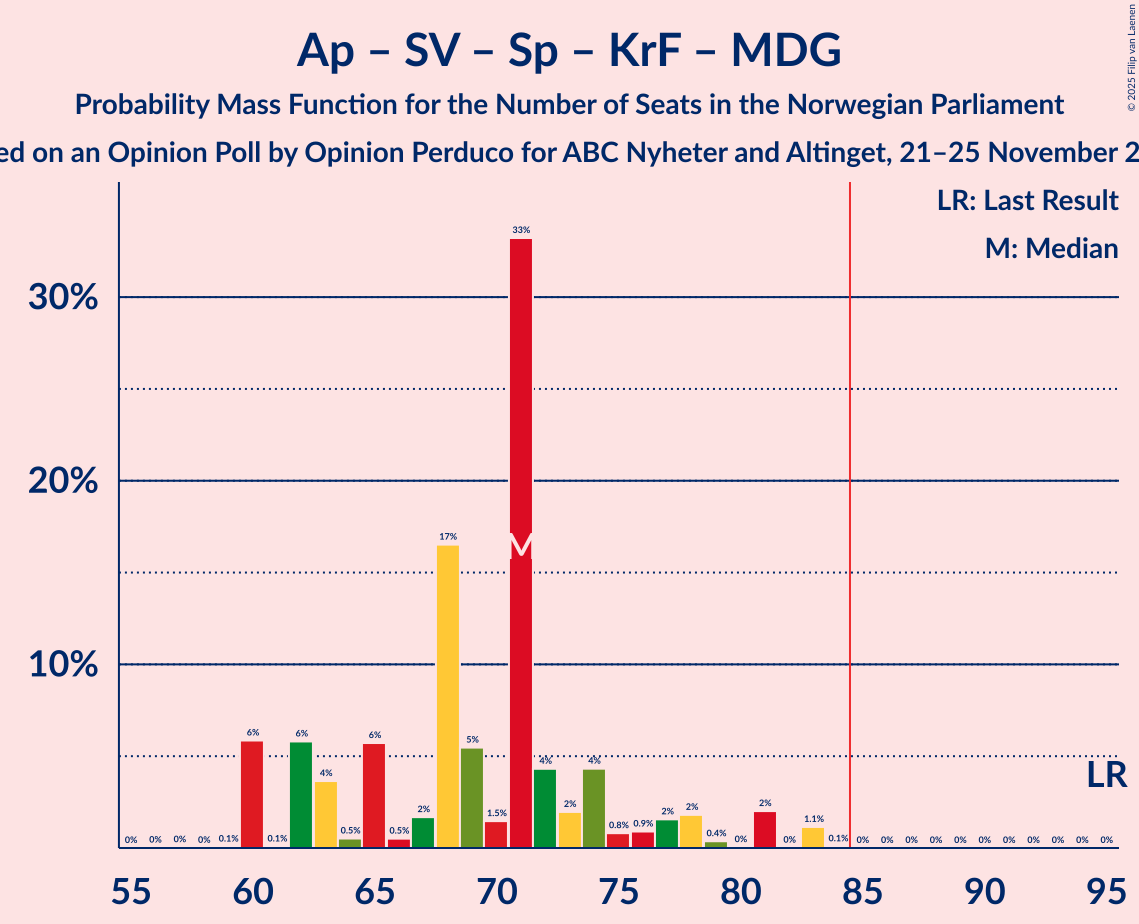 Ap – SV – Sp – KrF – MDG
Probability Mass Function for the Number of Seats in the Norwegian Parliament
ed on an Opinion Poll by Opinion Perduco for ABC Nyheter and Altinget, 21–25 November 2
© 2025 Filip van Laenen
LR: Last Result
M: Median
33%
30%
M
17%
20%
10%
6%
6%
6%
5%
4%
4%
4%
LR
2%
2%
2%
2%
2%
1.5%
1.1%
0.8%
0.9%
0.5%
0.5%
0.4%
0% 0% 0% 0% 0.1% 0.1% 0% 0% 0.1% 0% 0% 0% 0% 0% 0% 0% 0% 0% 0% 0%
55 60 65 70 75 80 85 90 95